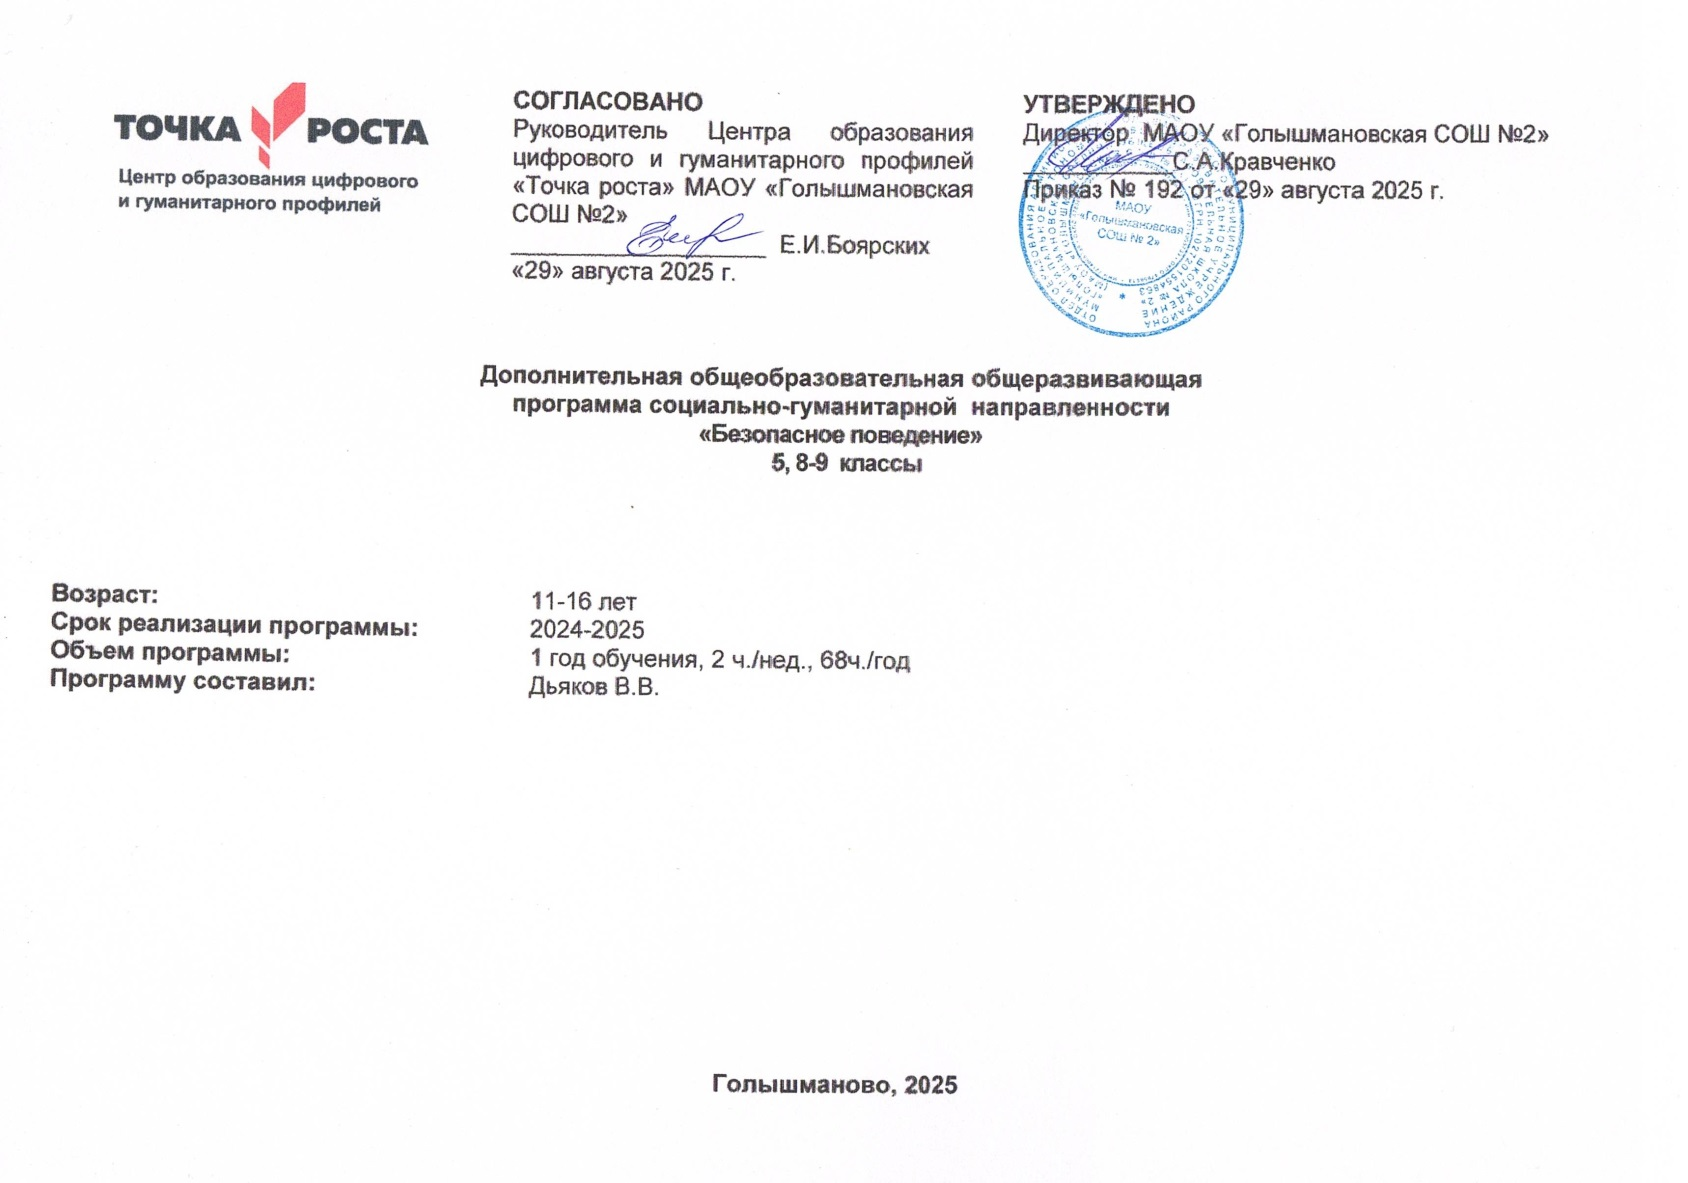 ТОЧКА РОСТА
Центр образования цифрового
и гуманитарного профилей
СОГЛАСОВАНО
Руководитель Центра образования
цифрового и гуманитарного профилей
«Точка роста» МАОУ «Голышмановская
СОШ №2»
Е.И.Боярских
«29» августа 2025 г.
УТВЕРЖДЕНО
Директор МАОУ «Голышмановская СОШ №2»
С.А.Кравченко
Приказ № 192 от «29» августа 2025 г.
МАОУ
«Голышмановская
СОШ № 2»
Дополнительная общеобразовательная общеразвивающая
программа социально-гуманитарной направленности
«Безопасное поведение»
5, 8-9 классы
Возраст: 11-16 лет
Срок реализации программы: 2024-2025
Объем программы: 1 год обучения, 2 ч./нед., 68ч./год
Программу составил: Дьяков В.В.
Голышманово, 2025